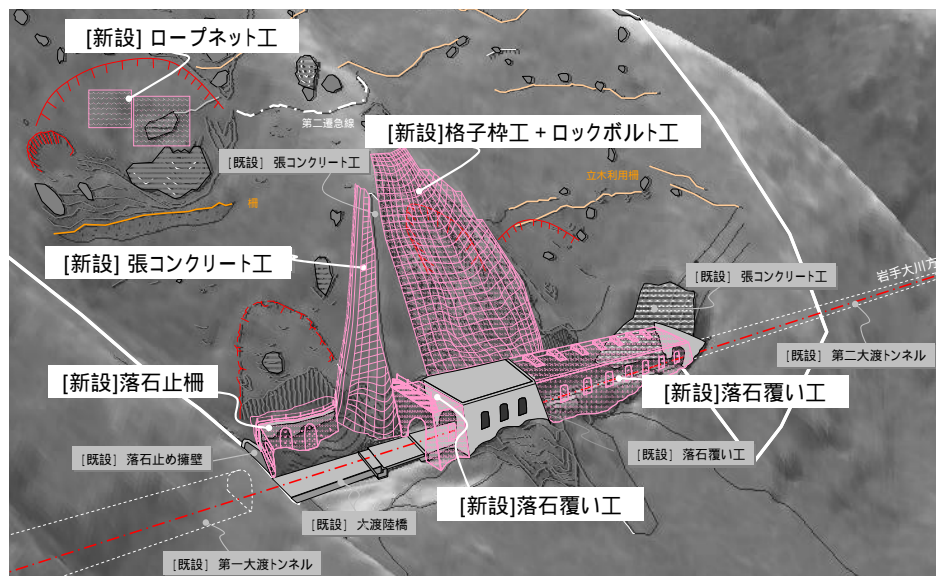 [新設] ロープネット工
第二遷急線
[新設]格子枠工 + ロックボルト工
[既設] 張コンクリート工
立木利用柵
柵
[新設] 張コンクリート工
[既設] 張コンクリート工
岩手大川方
[既設] 第二大渡トンネル
[新設]落石止柵
[新設]落石覆い工
[既設] 落石止め擁壁
[既設] 落石覆い工
[新設]落石覆い工
[既設] 大渡陸橋
[既設] 第一大渡トンネル